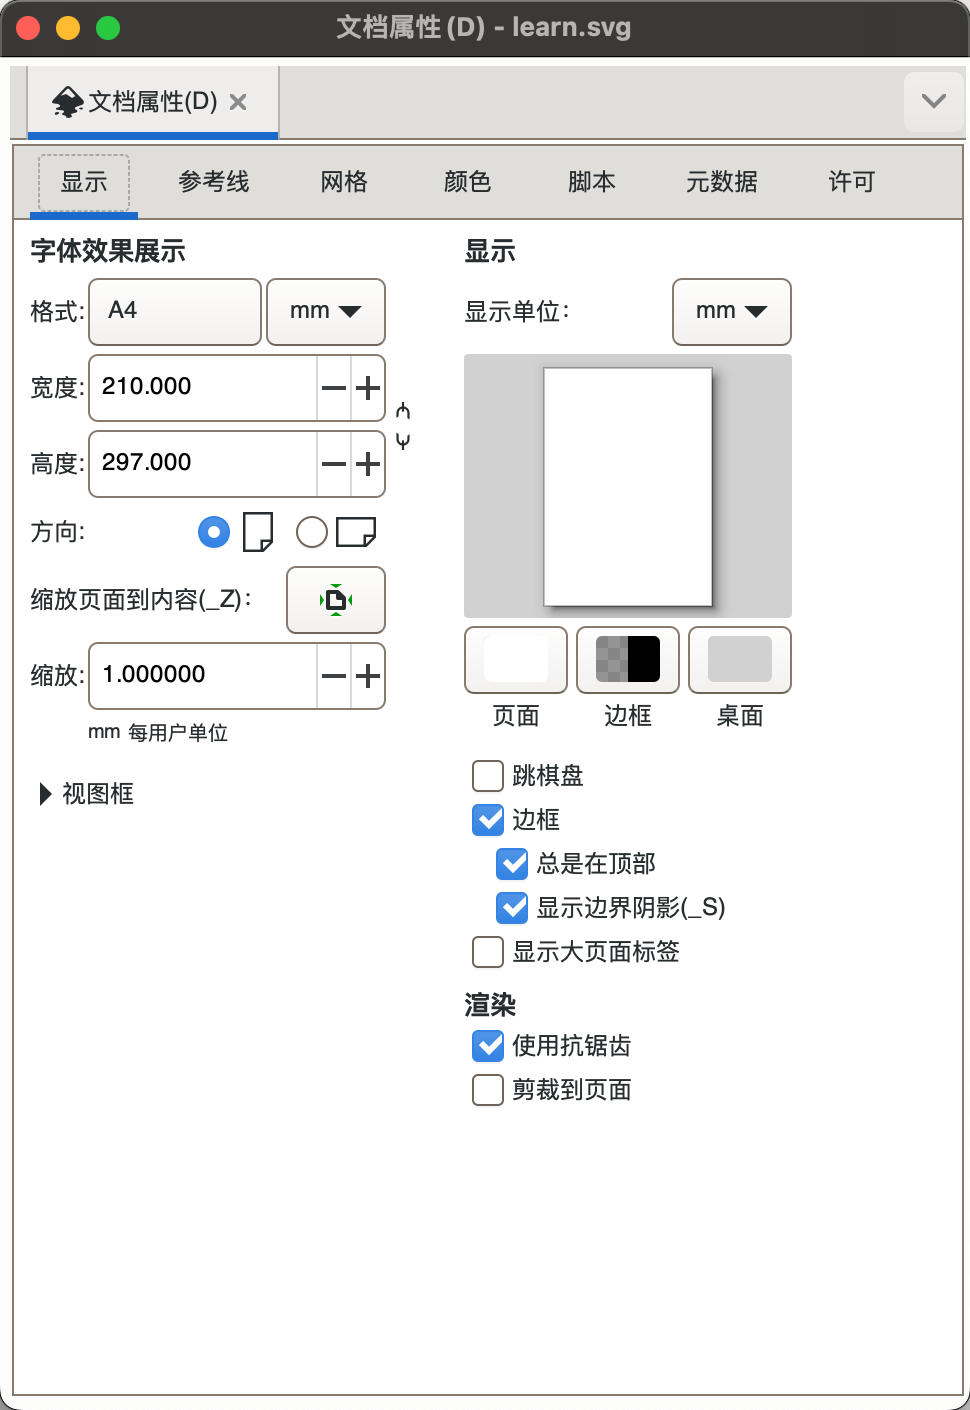 文档属性(D) - learn.svg
文档属性(D)
显示 参考线 网格 颜色 脚本 元数据 许可
字体效果展示
格式: A4 mm
宽度: 210.000
高度: 297.000
方向:
缩放页面到内容(_Z):
缩放: 1.000000
mm 每用户单位
视图框
显示
显示单位: mm
页面 边框 桌面
跳棋盘
边框
总是在顶部
显示边界阴影(_S)
显示大页面标签
渲染
使用抗锯齿
剪裁到页面